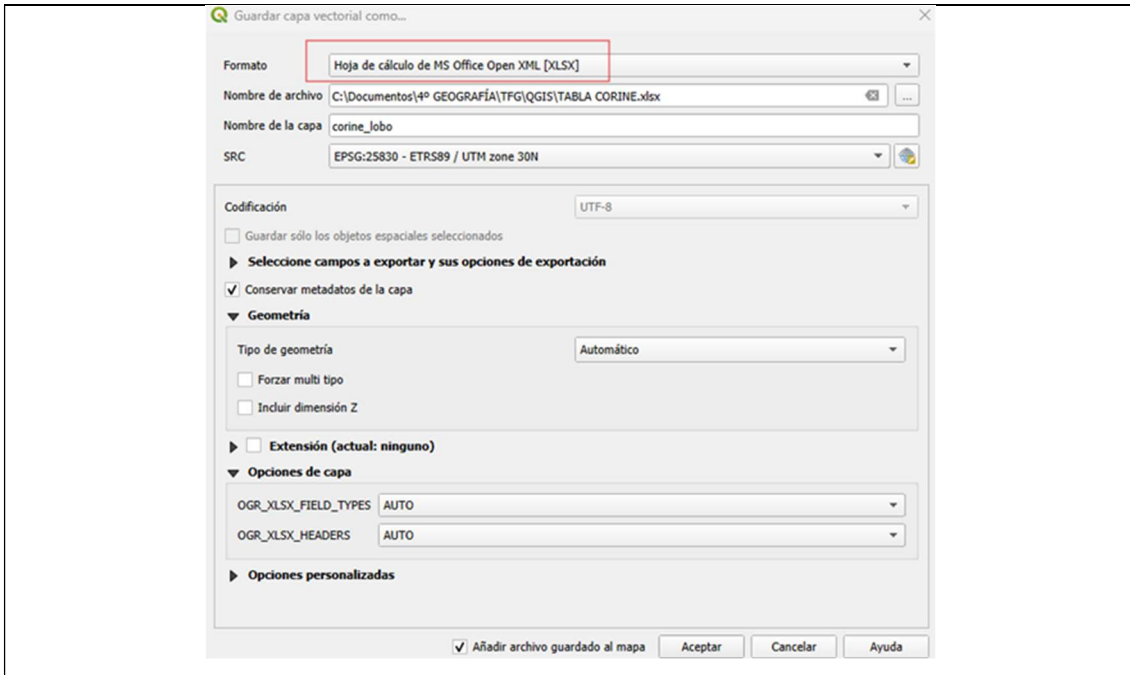 Guardar capa vectorial como...
Formato Hoja de cálculo de MS Office Open XML [XLSX]
Nombre de archivo C:\Documentos\4º GEOGRAFÍA\TFG\QGIS\TABLA CORINE.xlsx ...
Nombre de la capa corine_lobo
SRC EPSG:25830 - ETRS89 / UTM zone 30N
Codificación UTF-8
Guardar sólo los objetos espaciales seleccionados
Seleccione campos a exportar y sus opciones de exportación
Conservar metadatos de la capa
Geometría
Tipo de geometría Automático
Forzar multi tipo
Incluir dimensión Z
Extensión (actual: ninguno)
Opciones de capa
OGR_XLSX_FIELD_TYPES AUTO
OGR_XLSX_HEADERS AUTO
Opciones personalizadas
Añadir archivo guardado al mapa Aceptar Cancelar Ayuda